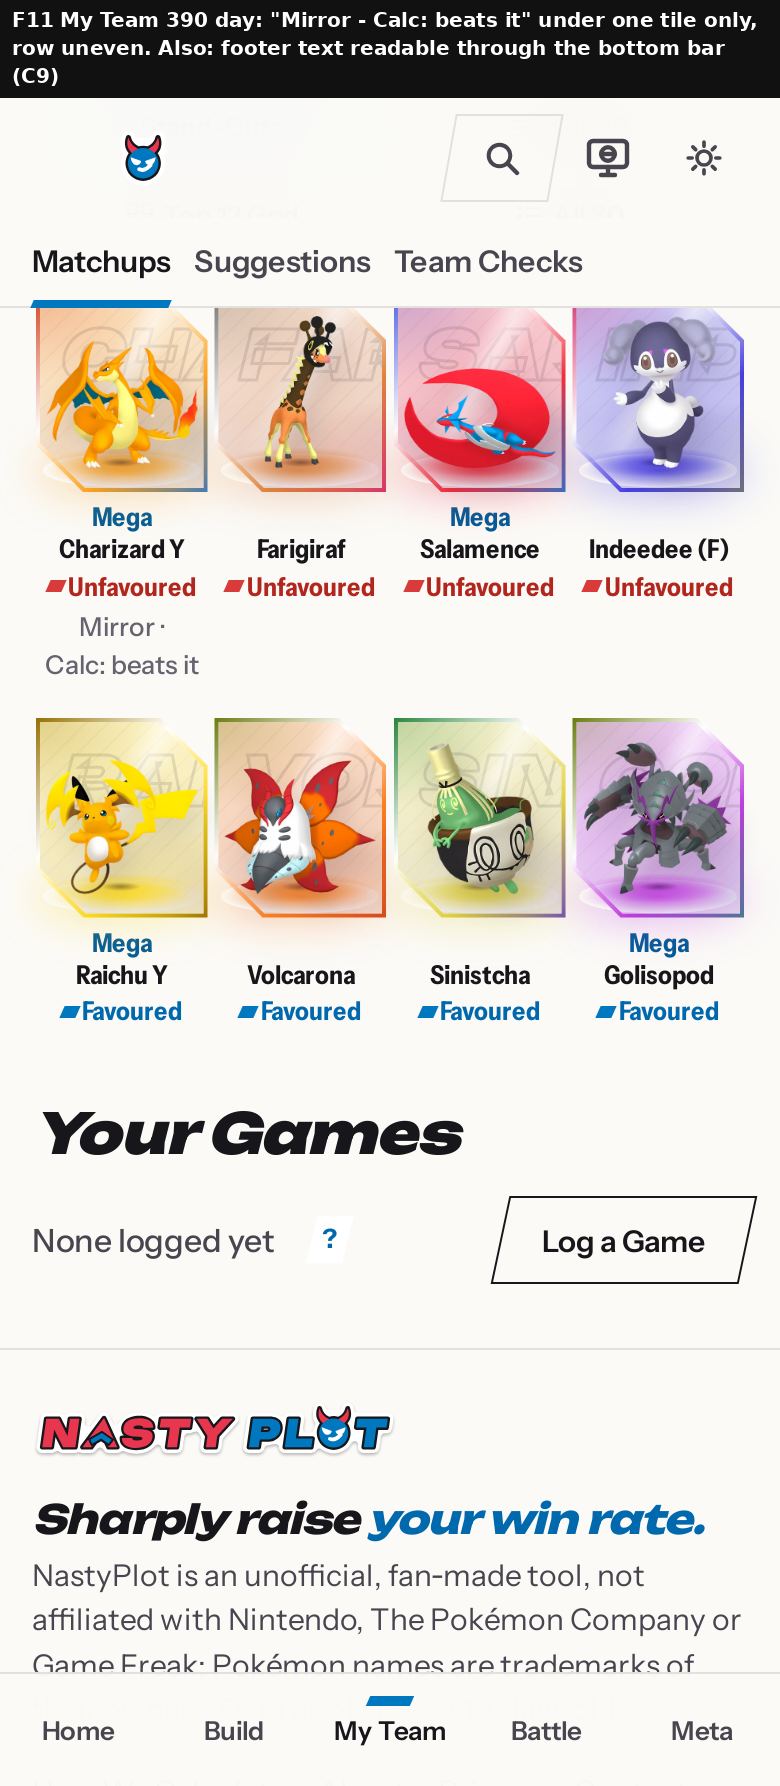 F11 My Team 390 day: "Mirror - Calc: beats it" under one tile only,
row uneven. Also: footer text readable through the bottom bar
(C9)
Matchups Suggestions Team Checks
Mega Mega
Charizard Y Farigiraf Salamence Indeedee (F)
Unfavoured Unfavoured Unfavoured Unfavoured
Mirror ·
Calc: beats it
Mega Mega
Raichu Y Volcarona Sinistcha Golisopod
Favoured Favoured Favoured Favoured
Your Games
None logged yet ? Log a Game
NASTY PLOT
Sharply raise your win rate.
NastyPlot is an unofficial, fan-made tool, not
affiliated with Nintendo, The Pokémon Company or
Game Freak; Pokémon names are trademarks of
Home Build My Team Battle Meta